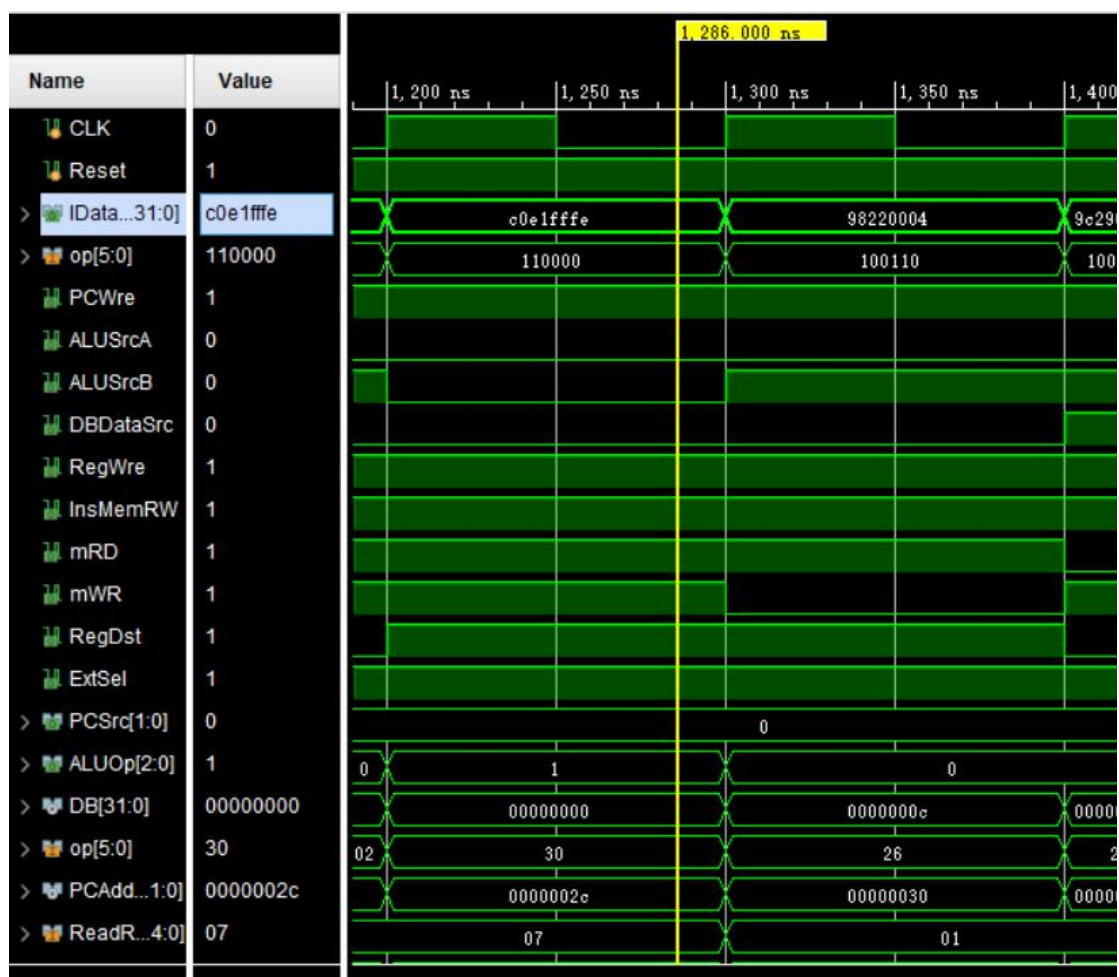 1,286.000 ns
Name Value
1,200 ns 1,250 ns 1,300 ns 1,350 ns 1,400
CLK 0
Reset 1
IData...31:0] c0e1fffe c0e1fffe 98220004 9c29
op[5:0] 110000 110000 100110 100
PCWre 1
ALUSrcA 0
ALUSrcB 0
DBDataSrc 0
RegWre 1
InsMemRW 1
mRD 1
mWR 1
RegDst 1
ExtSel 1
PCSrc[1:0] 0 0
ALUOp[2:0] 1 0 1 0
DB[31:0] 00000000 00000000 0000000c 0000
op[5:0] 30 02 30 26 2
PCAdd...1:0] 0000002c 0000002c 00000030 0000
ReadR...4:0] 07 07 01